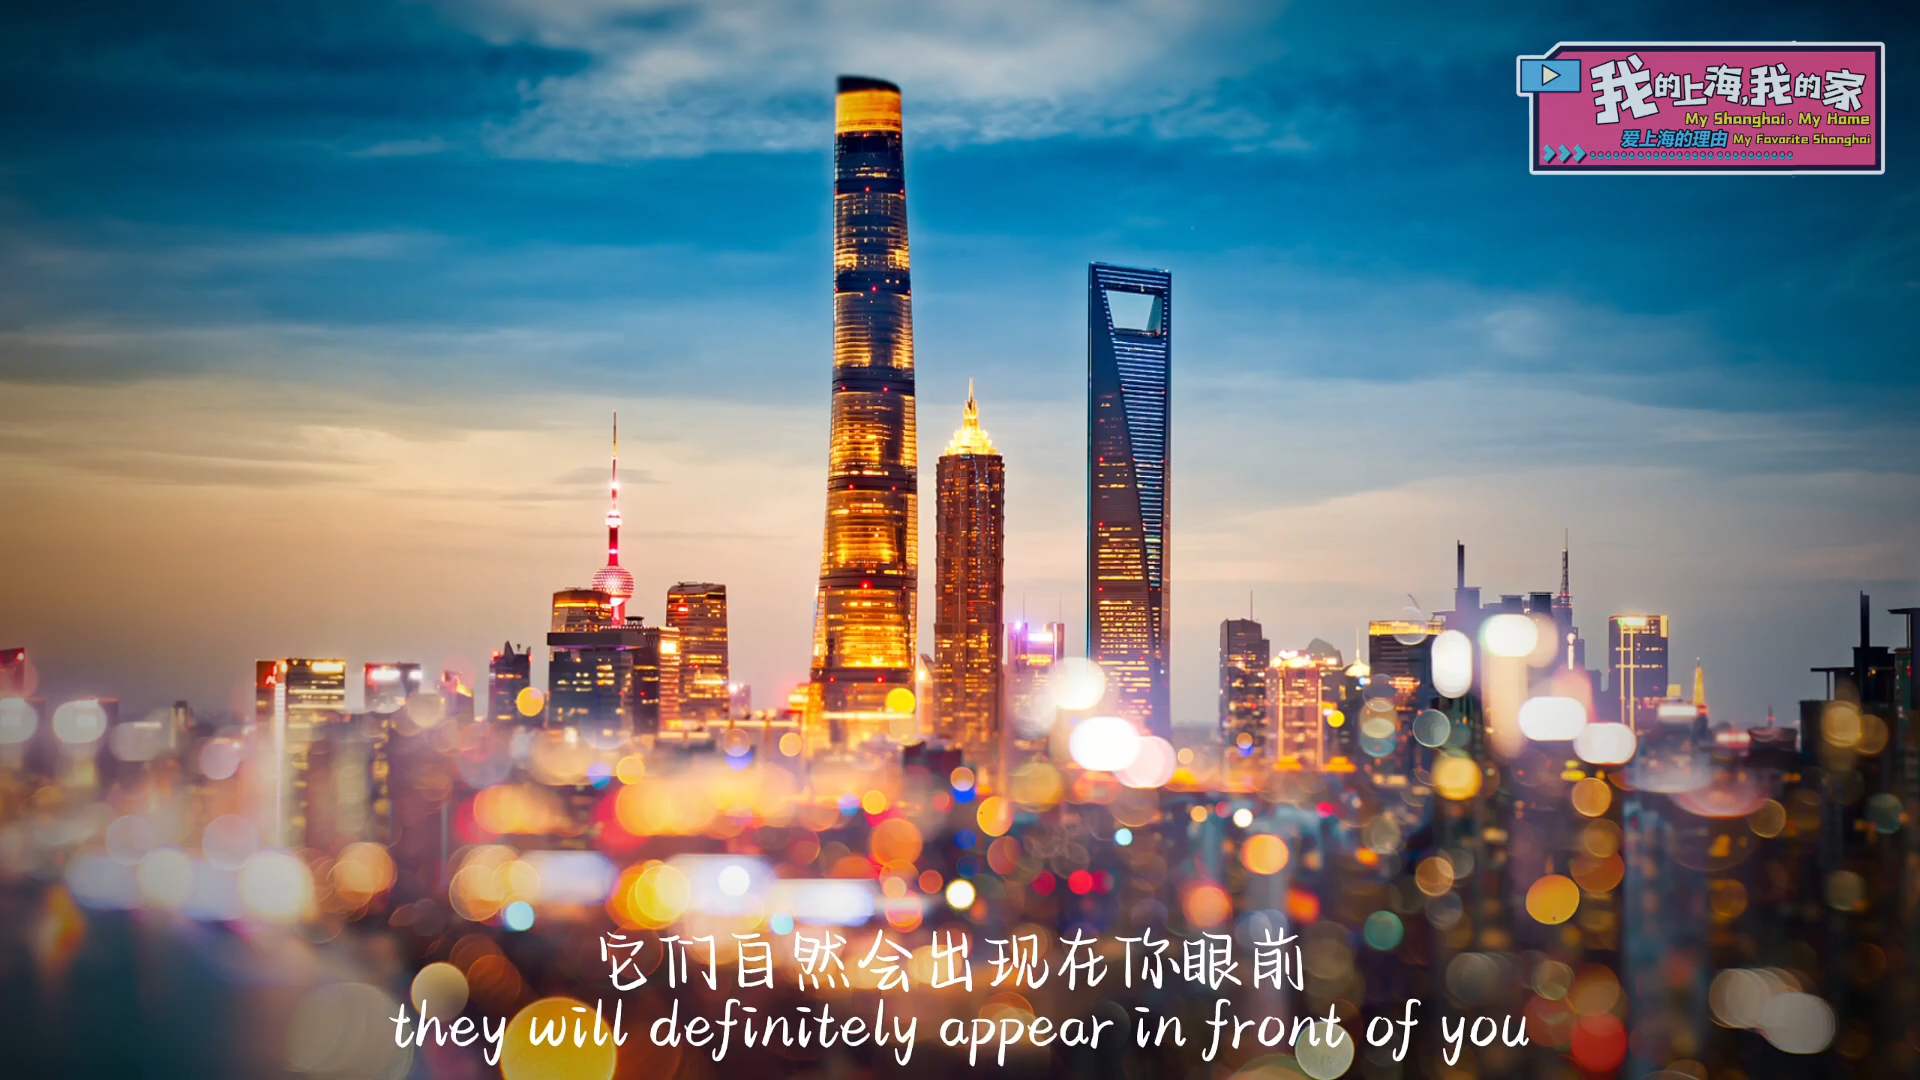 我的上海,我的家
My Shanghai, My Home
爱上海的理由 My Favorite Shanghai
它们自然会出现在你眼前
they will definitely appear in front of you